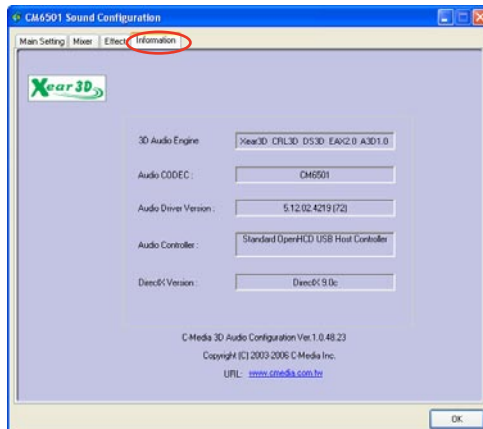 CM6501 Sound Configuration
Main Setting Mixer Effect Information
Xear 3D
3D Audio Engine Xear3D CRL3D DS3D EAX2.0 A3D1.0
Audio CODEC : CM6501
Audio Driver Version : 5.12.02.4219 (72)
Audio Controller : Standard OpenHCD USB Host Controller
DirectX Version : DirectX 9.0c
C-Media 3D Audio Configuration Ver.1.0.48.23
Copyright (C) 2003-2006 C-Media Inc.
URL: www.cmedia.com.tw
OK